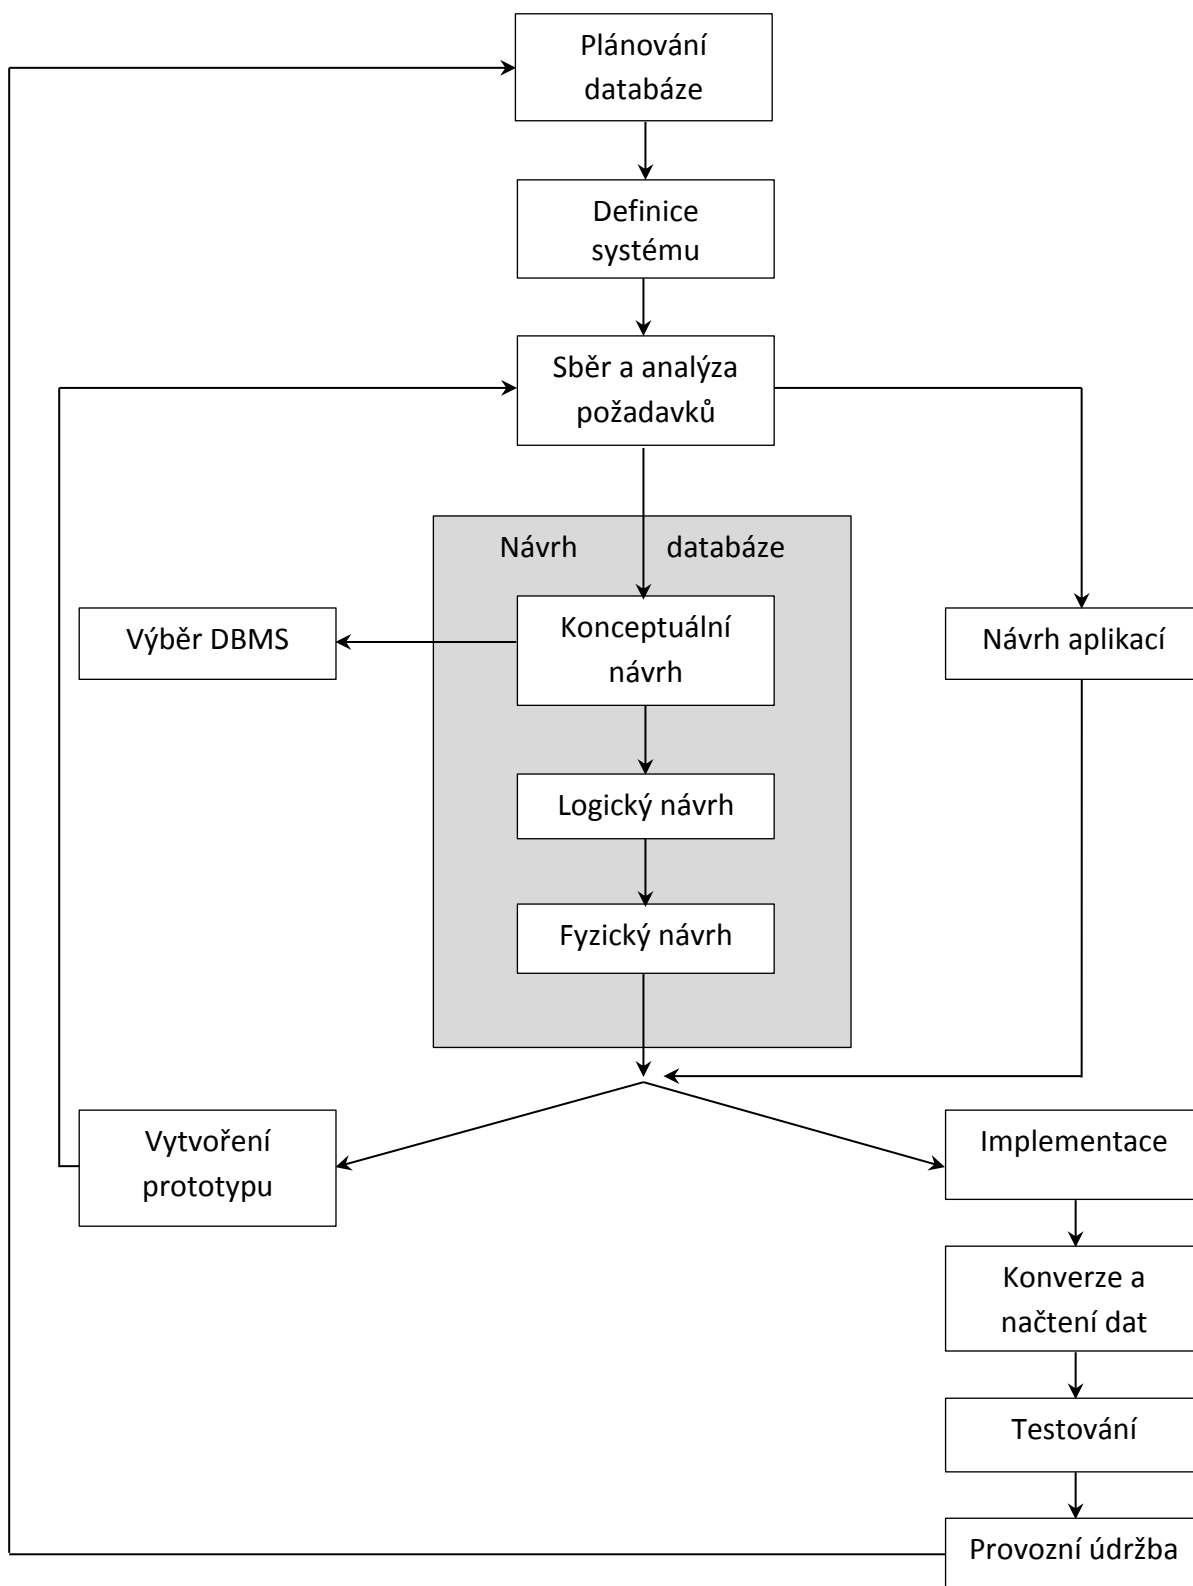 Plánování
databáze
Definice
systému
Sběr a analýza
požadavků
Návrh databáze
Výběr DBMS
Konceptuální
návrh
Návrh aplikací
Logický návrh
Fyzický návrh
Vytvoření
prototypu
Implementace
Konverze a
načtení dat
Testování
Provozní údržba